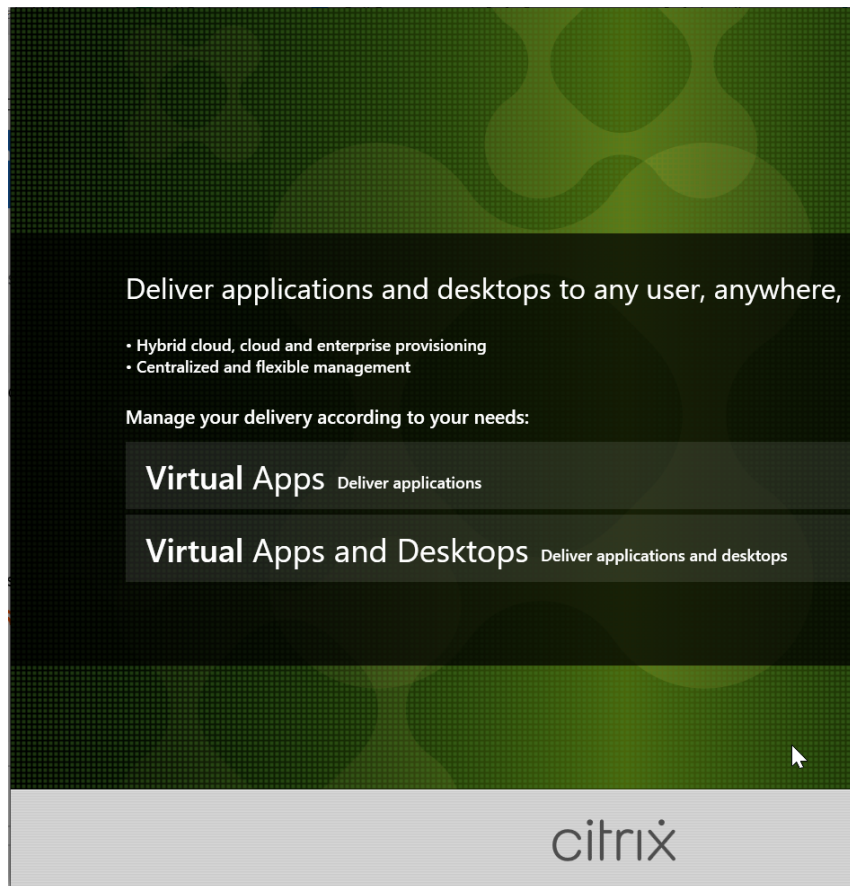 Deliver applications and desktops to any user, anywhere,
• Hybrid cloud, cloud and enterprise provisioning
• Centralized and flexible management
Manage your delivery according to your needs:
Virtual Apps Deliver applications
Virtual Apps and Desktops Deliver applications and desktops
citrix